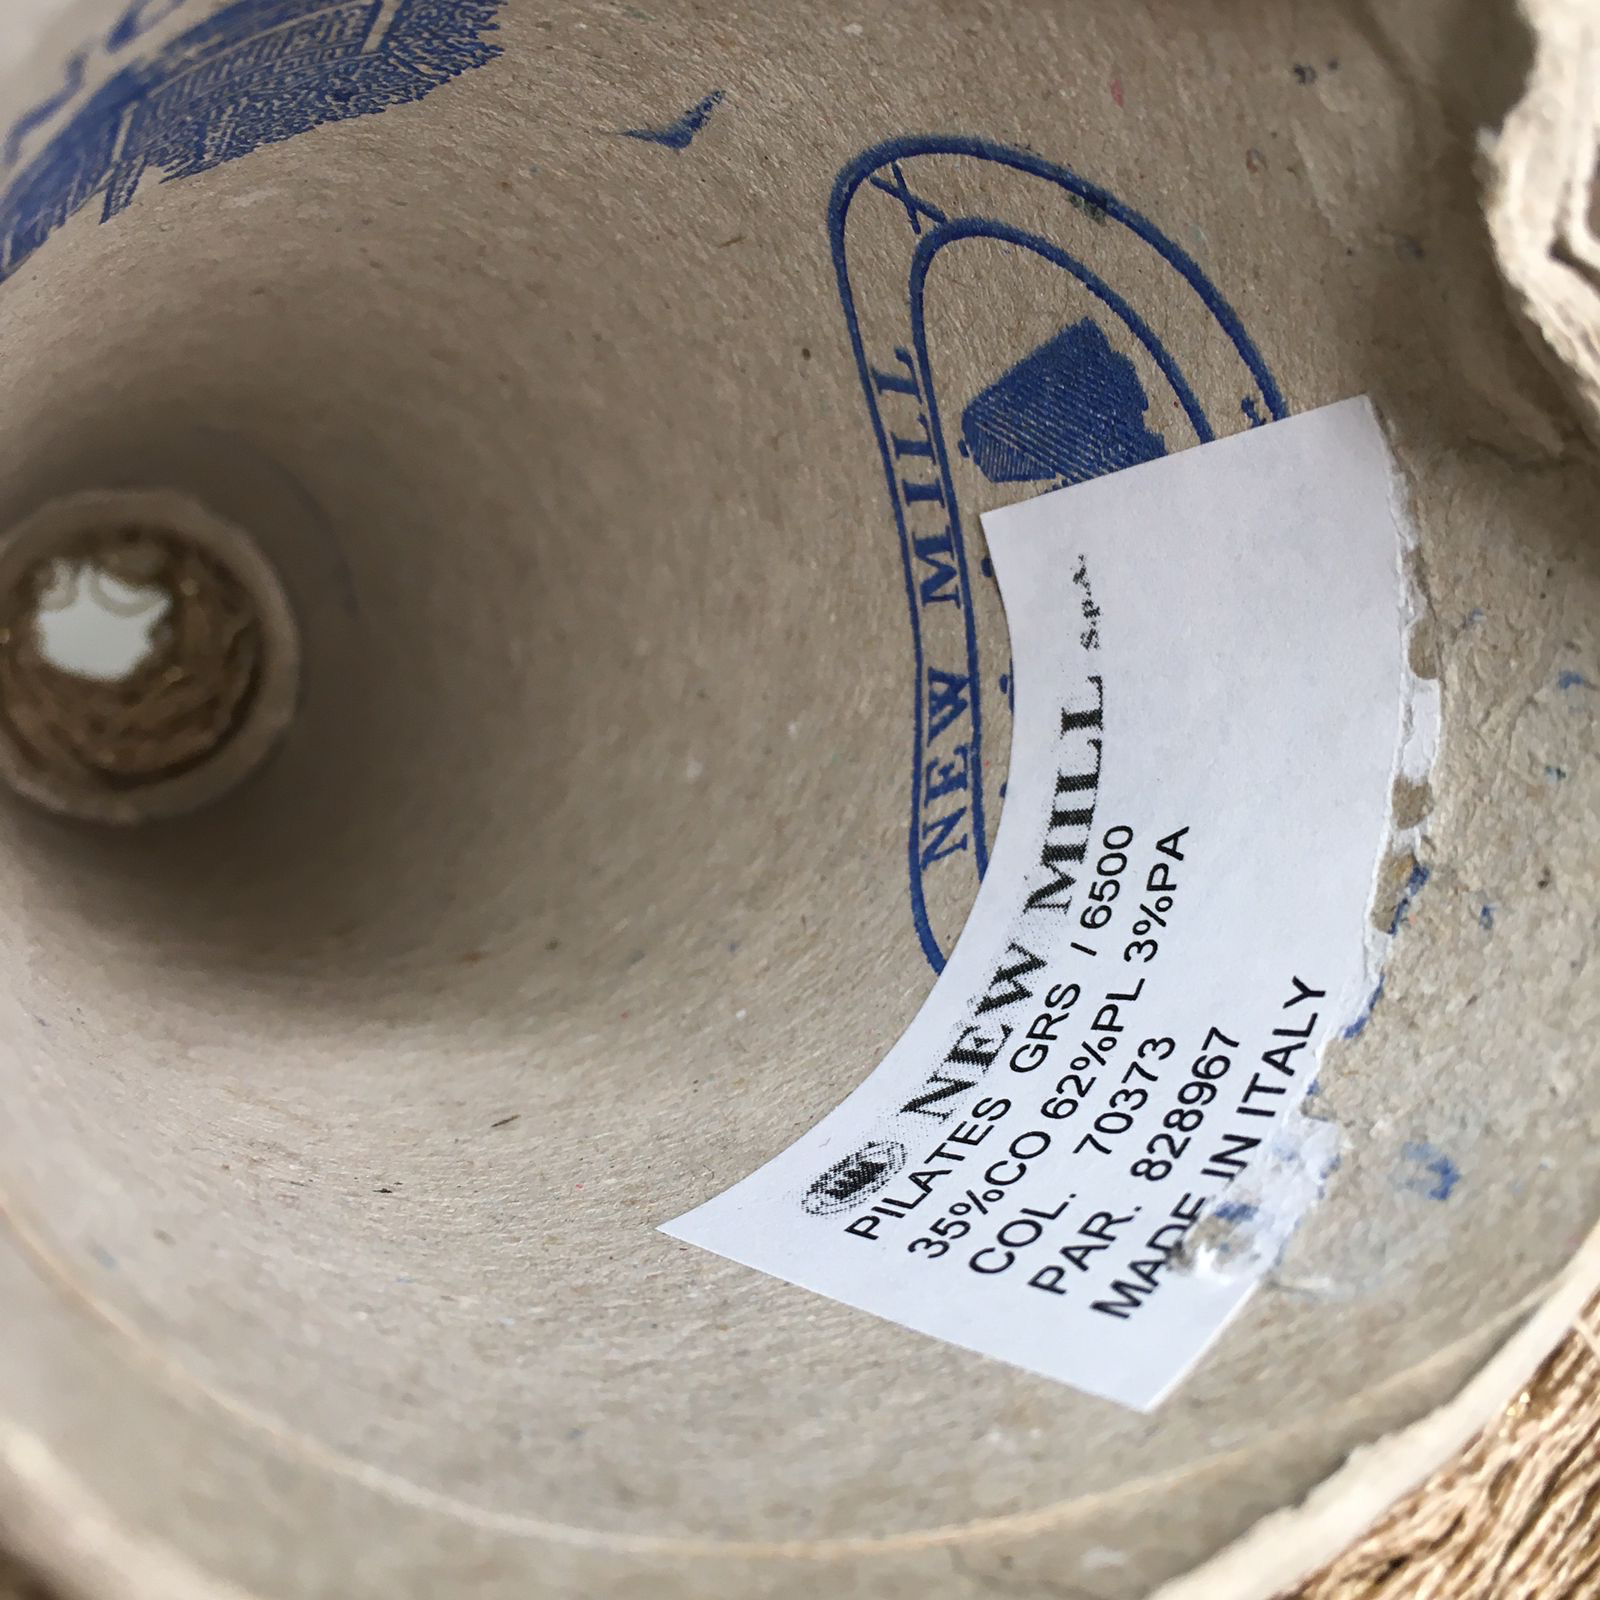 NEW MILL
NEW MILL s.p.a.
PILATES GRS / 6500
35%CO 62%PL 3%PA
COL. 70373
PAR. 828967
MADE IN ITALY